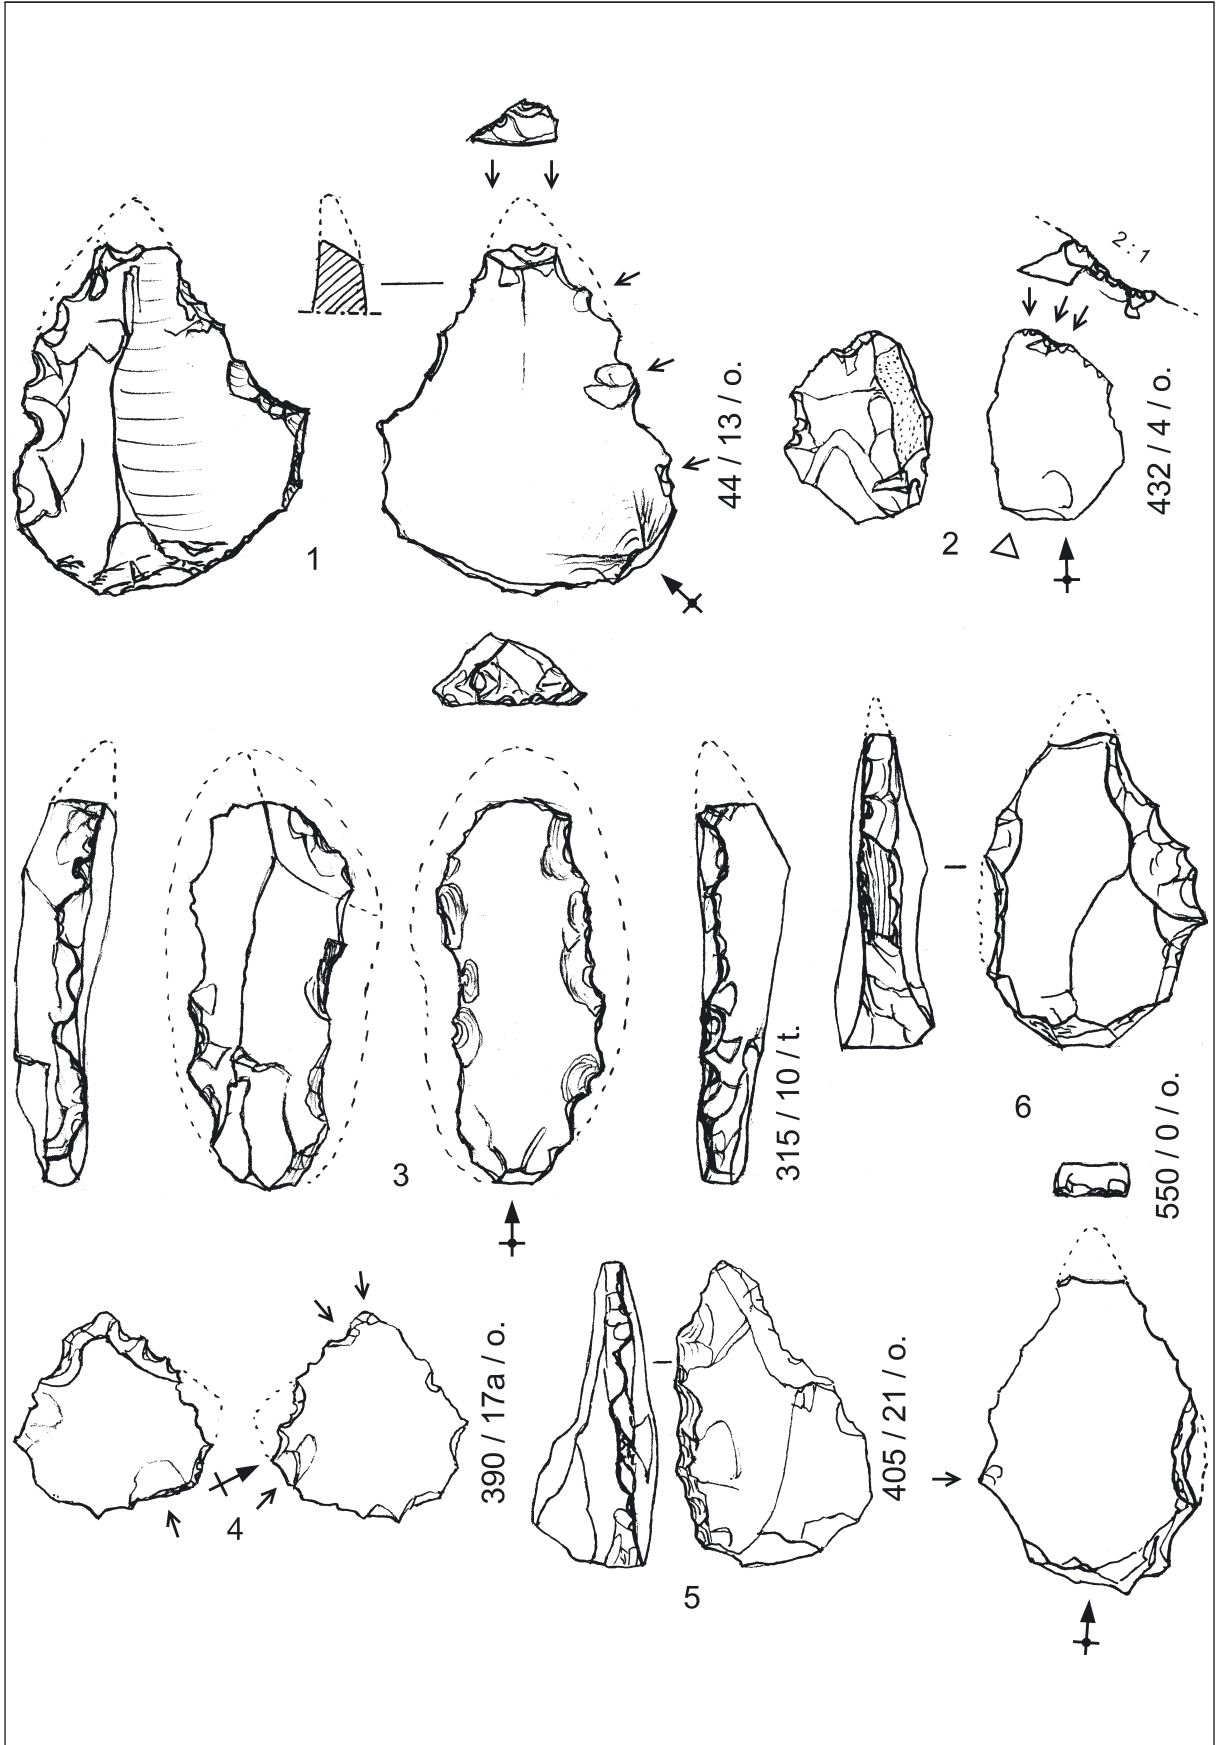 2 : 1
44 / 13 / o.
432 / 4 / o.
1
2
315 / 10 / t.
6
3
550 / 0 / o.
390 / 17a / o.
405 / 21 / o.
4
5